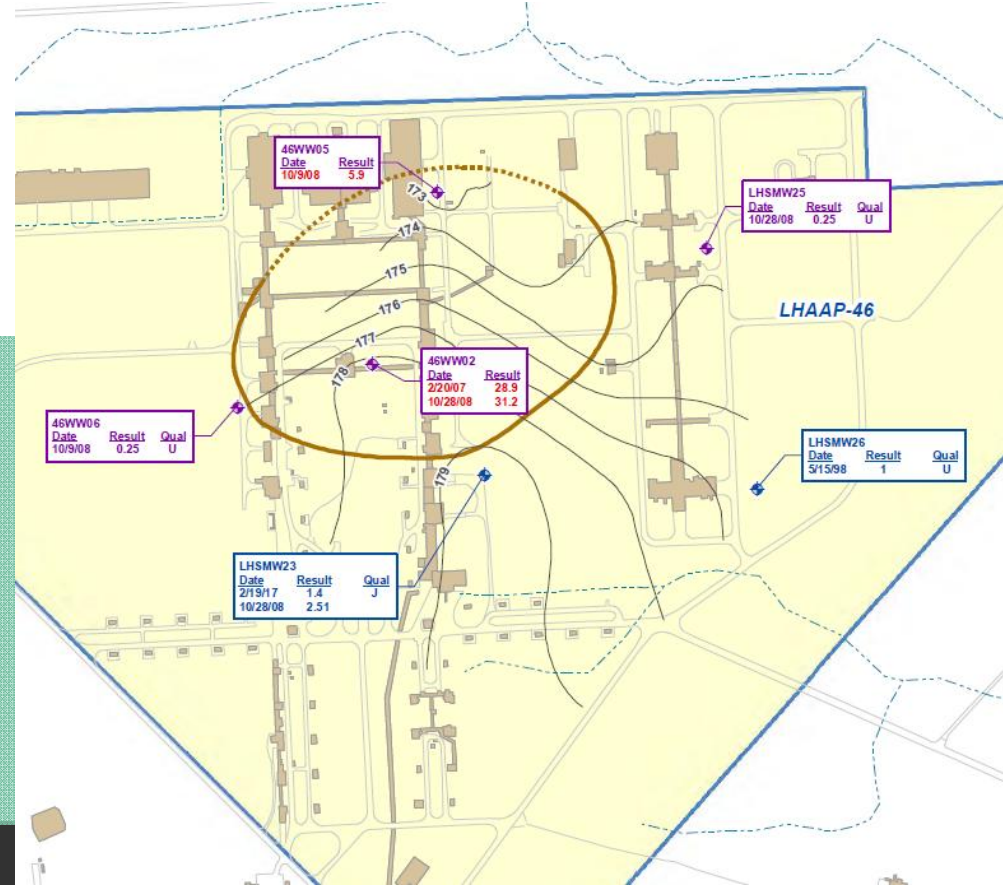 46WW05
Date Result
10/9/08 5.9
LHSMW25
Date Result Qual
10/28/08 0.25 U
173
174
LHAAP-46
175
176
177
46WW02
Date Result
2/20/07 28.9
10/28/08 31.2
178
46WW06
Date Result Qual
10/9/08 0.25 U
LHSMW26
Date Result Qual
5/15/98 1 U
179
LHSMW23
Date Result Qual
2/19/17 1.4 J
10/28/08 2.51